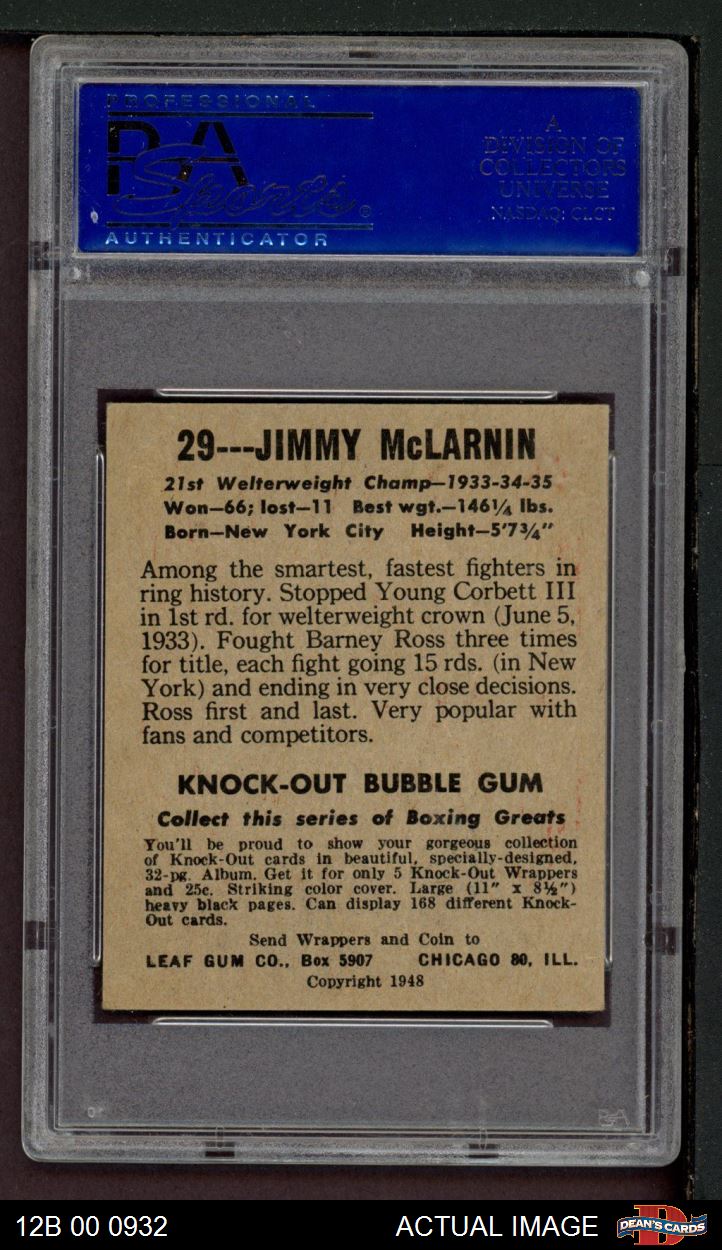 PROFESSIONAL
PSA
Sports ®
AUTHENTICATOR
A
DIVISION OF
COLLECTORS
UNIVERSE
NASDAQ: CLCT
29---JIMMY McLARNIN
21st Welterweight Champ—1933-34-35
Won—66; lost—11 Best wgt.—146¼ lbs.
Born—New York City Height—5'7¾"
Among the smartest, fastest fighters in
ring history. Stopped Young Corbett III
in 1st rd. for welterweight crown (June 5,
1933). Fought Barney Ross three times
for title, each fight going 15 rds. (in New
York) and ending in very close decisions.
Ross first and last. Very popular with
fans and competitors.
KNOCK-OUT BUBBLE GUM
Collect this series of Boxing Greats
You'll be proud to show your gorgeous collection
of Knock-Out cards in beautiful, specially-designed,
32-pg. Album. Get it for only 5 Knock-Out Wrappers
and 25c. Striking color cover. Large (11" x 8½")
heavy black pages. Can display 168 different Knock-
Out cards.
Send Wrappers and Coin to
LEAF GUM CO., Box 5907 CHICAGO 80, ILL.
Copyright 1948
PSA
12B 00 0932 ACTUAL IMAGE DEAN'S CARDS